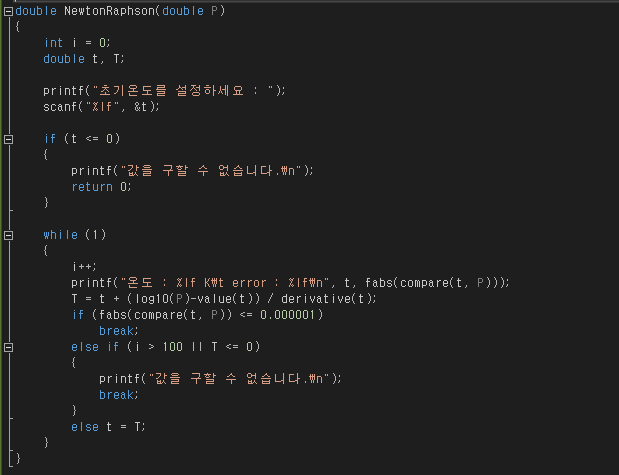 double NewtonRaphson(double P)
{
int i = 0;
double t, T;
printf("초기온도를 설정하세요 : ");
scanf("%lf", &t);
if (t <= 0)
{
printf("값을 구할 수 없습니다.₩n");
return 0;
}
while (1)
{
i++;
printf("온도 : %lf K₩t error : %lf₩n", t, fabs(compare(t, P)));
T = t + (log10(P)-value(t)) / derivative(t);
if (fabs(compare(t, P)) <= 0.000001)
break;
else if (i > 100 || T <= 0)
{
printf("값을 구할 수 없습니다.₩n");
break;
}
else t = T;
}
}